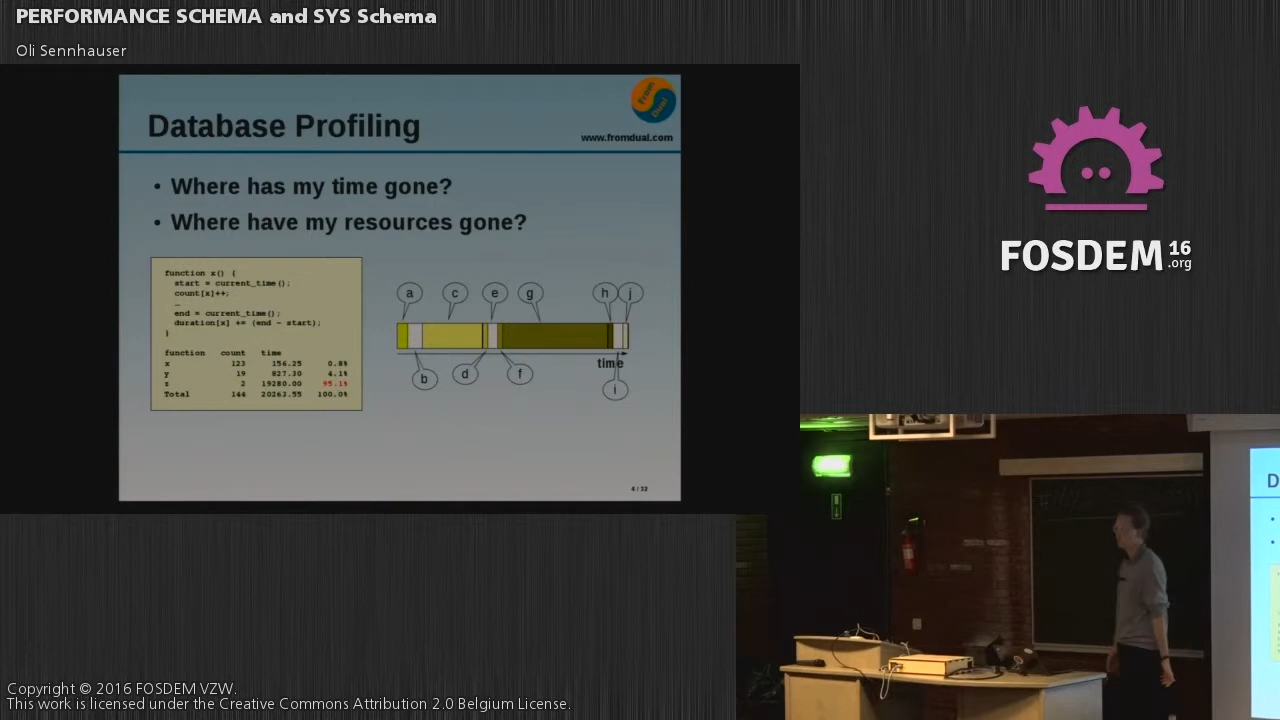 PERFORMANCE SCHEMA and SYS Schema
Oli Sennhauser
From
Dual
Database Profiling
www.fromdual.com
• Where has my time gone?
• Where have my resources gone?
function x() {
start = current_time();
count[x]++;
…
end = current_time();
duration[x] += (end - start);
}
function count time
x 123 156.25 0.8%
y 19 827.30 4.1%
z 2 19280.00 95.1%
Total 144 20263.55 100.0%
a c e g h j
time
b d f i
4 / 32
FOSDEM 16
.org
D
Copyright © 2016 FOSDEM VZW.
This work is licensed under the Creative Commons Attribution 2.0 Belgium License.